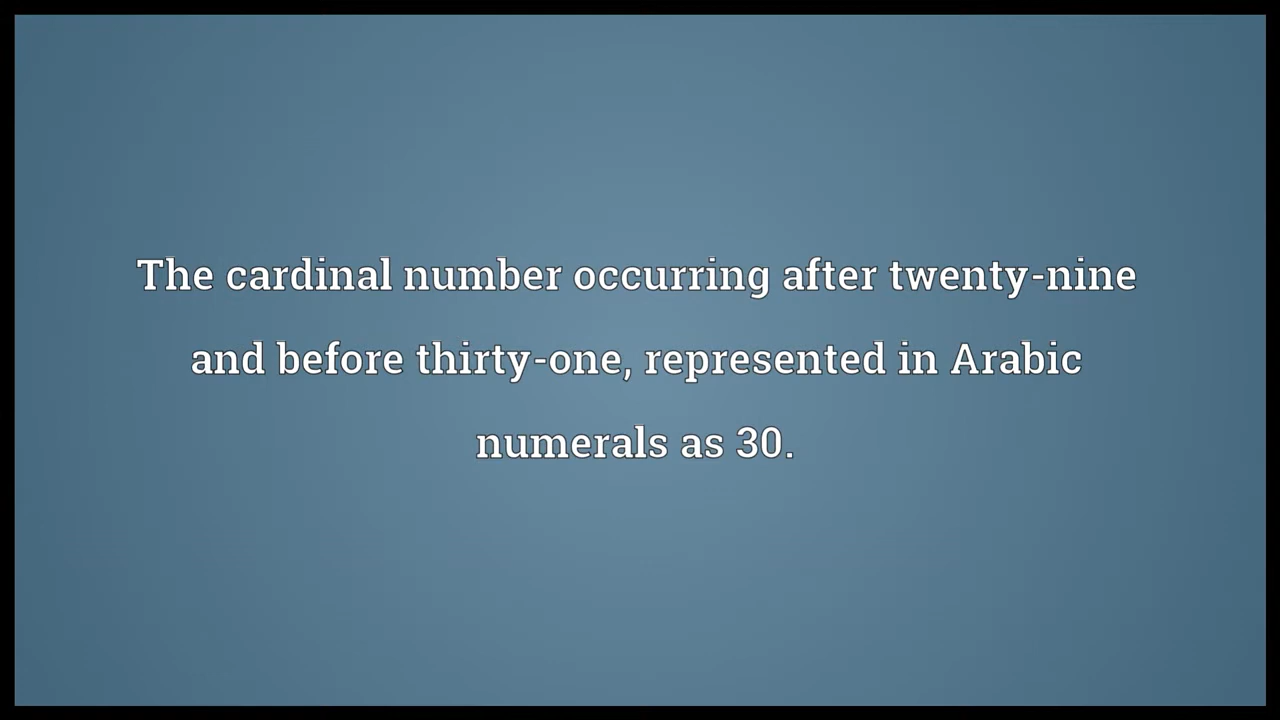 The cardinal number occurring after twenty-nine
and before thirty-one, represented in Arabic
numerals as 30.